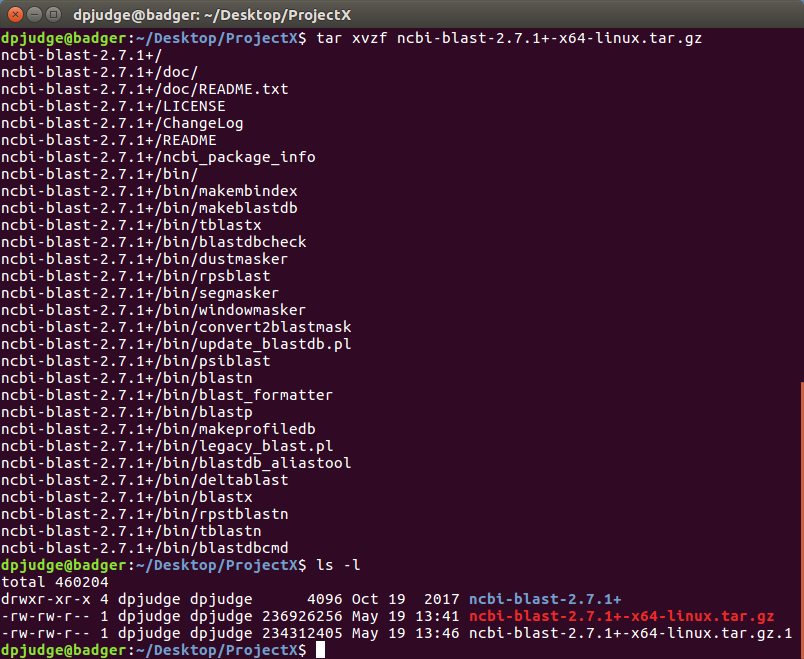 dpjudge@badger: ~/Desktop/ProjectX
dpjudge@badger:~/Desktop/ProjectX$ tar xvzf ncbi-blast-2.7.1+-x64-linux.tar.gz
ncbi-blast-2.7.1+/
ncbi-blast-2.7.1+/doc/
ncbi-blast-2.7.1+/doc/README.txt
ncbi-blast-2.7.1+/LICENSE
ncbi-blast-2.7.1+/ChangeLog
ncbi-blast-2.7.1+/README
ncbi-blast-2.7.1+/ncbi_package_info
ncbi-blast-2.7.1+/bin/
ncbi-blast-2.7.1+/bin/makembindex
ncbi-blast-2.7.1+/bin/makeblastdb
ncbi-blast-2.7.1+/bin/tblastx
ncbi-blast-2.7.1+/bin/blastdbcheck
ncbi-blast-2.7.1+/bin/dustmasker
ncbi-blast-2.7.1+/bin/rpsblast
ncbi-blast-2.7.1+/bin/segmasker
ncbi-blast-2.7.1+/bin/windowmasker
ncbi-blast-2.7.1+/bin/convert2blastmask
ncbi-blast-2.7.1+/bin/update_blastdb.pl
ncbi-blast-2.7.1+/bin/psiblast
ncbi-blast-2.7.1+/bin/blastn
ncbi-blast-2.7.1+/bin/blast_formatter
ncbi-blast-2.7.1+/bin/blastp
ncbi-blast-2.7.1+/bin/makeprofiledb
ncbi-blast-2.7.1+/bin/legacy_blast.pl
ncbi-blast-2.7.1+/bin/blastdb_aliastool
ncbi-blast-2.7.1+/bin/deltablast
ncbi-blast-2.7.1+/bin/blastx
ncbi-blast-2.7.1+/bin/rpstblastn
ncbi-blast-2.7.1+/bin/tblastn
ncbi-blast-2.7.1+/bin/blastdbcmd
dpjudge@badger:~/Desktop/ProjectX$ ls -l
total 460204
drwxr-xr-x 4 dpjudge dpjudge      4096 Oct 19  2017 ncbi-blast-2.7.1+
-rw-rw-r-- 1 dpjudge dpjudge 236926256 May 19 13:41 ncbi-blast-2.7.1+-x64-linux.tar.gz
-rw-rw-r-- 1 dpjudge dpjudge 234312405 May 19 13:46 ncbi-blast-2.7.1+-x64-linux.tar.gz.1
dpjudge@badger:~/Desktop/ProjectX$